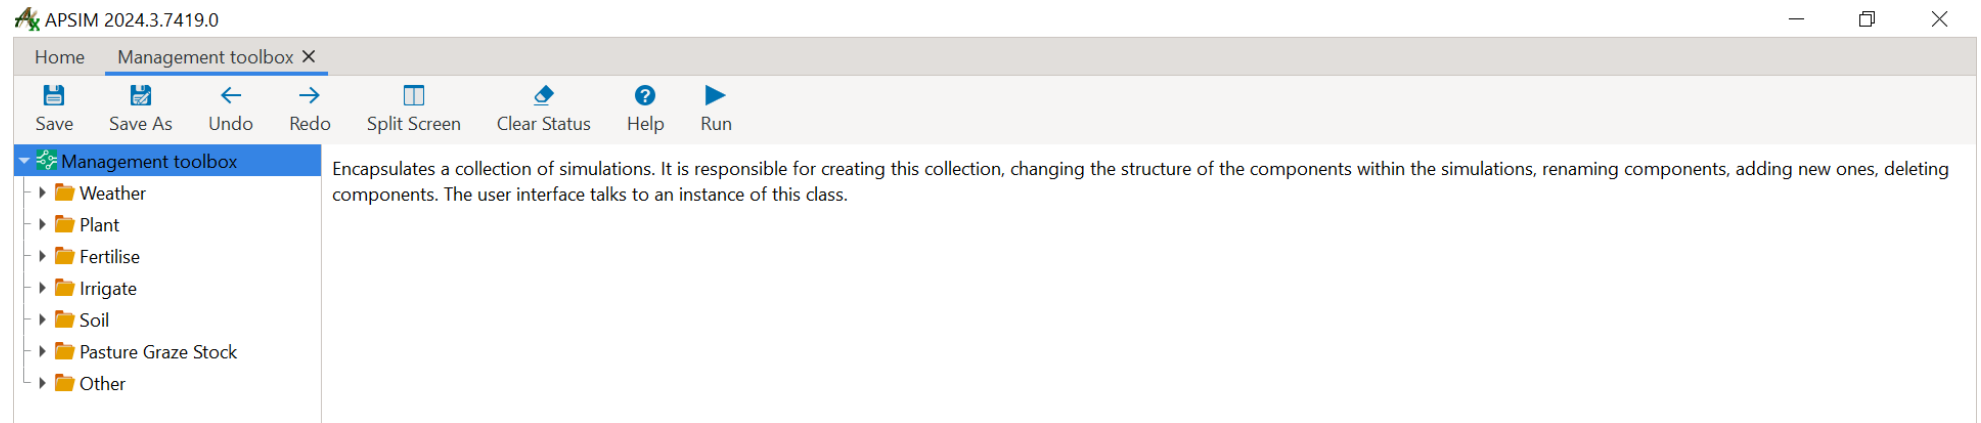 APSIM 2024.3.7419.0
Home Management toolbox
Save Save As Undo Redo Split Screen Clear Status Help Run
Management toolbox
Weather
Plant
Fertilise
Irrigate
Soil
Pasture Graze Stock
Other
Encapsulates a collection of simulations. It is responsible for creating this collection, changing the structure of the components within the simulations, renaming components, adding new ones, deleting
components. The user interface talks to an instance of this class.